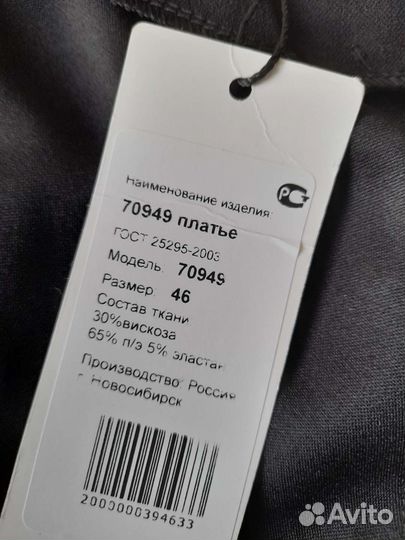 Наименование изделия:
70949 платье
ГОСТ 25295-2003
Модель: 70949
Размер: 46
Состав ткани
30%вискоза
65% п/э 5% эластан
Производство: Россия
г. Новосибирск
2000000394633
Avito